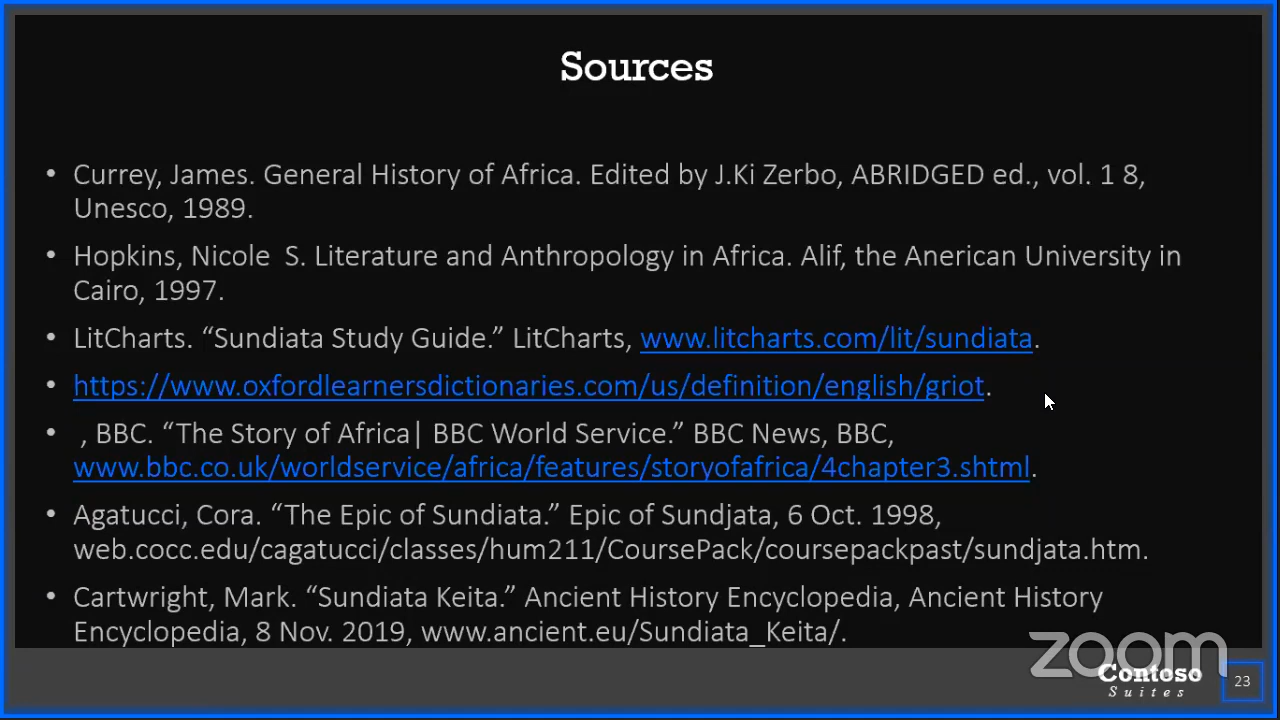 Sources
• Currey, James. General History of Africa. Edited by J.Ki Zerbo, ABRIDGED ed., vol. 1 8,
Unesco, 1989.
• Hopkins, Nicole  S. Literature and Anthropology in Africa. Alif, the Anerican University in
Cairo, 1997.
• LitCharts. “Sundiata Study Guide.” LitCharts, www.litcharts.com/lit/sundiata.
• https://www.oxfordlearnersdictionaries.com/us/definition/english/griot.
• , BBC. “The Story of Africa| BBC World Service.” BBC News, BBC,
www.bbc.co.uk/worldservice/africa/features/storyofafrica/4chapter3.shtml.
• Agatucci, Cora. “The Epic of Sundiata.” Epic of Sundjata, 6 Oct. 1998,
web.cocc.edu/cagatucci/classes/hum211/CoursePack/coursepackpast/sundjata.htm.
• Cartwright, Mark. “Sundiata Keita.” Ancient History Encyclopedia, Ancient History
Encyclopedia, 8 Nov. 2019, www.ancient.eu/Sundiata_Keita/.
zoom
Contoso
Suites
23